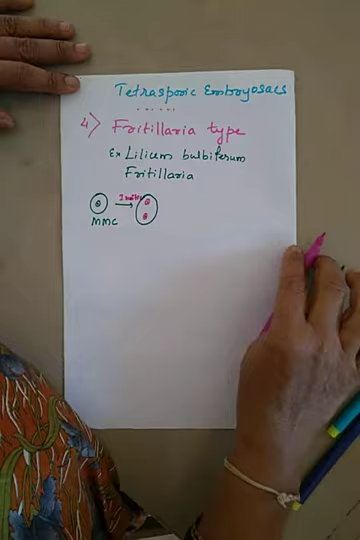 Tetrasporic Embryosacs
4) Fritillaria type
Ex Lilium bulbiferum
Fritillaria
MMC